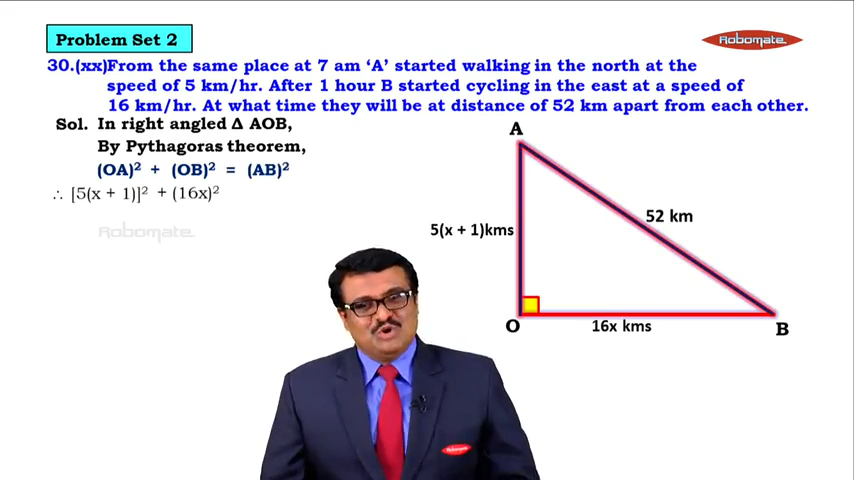 Problem Set 2
Robomate
30.(xx)From the same place at 7 am ‘A’ started walking in the north at the
speed of 5 km/hr. After 1 hour B started cycling in the east at a speed of
16 km/hr. At what time they will be at distance of 52 km apart from each other.
Sol. In right angled Δ AOB,
By Pythagoras theorem,
(OA)² + (OB)² = (AB)²
∴ [5(x + 1)]² + (16x)²
A
52 km
5(x + 1)kms
O
16x kms
B
Robomate
Robomate